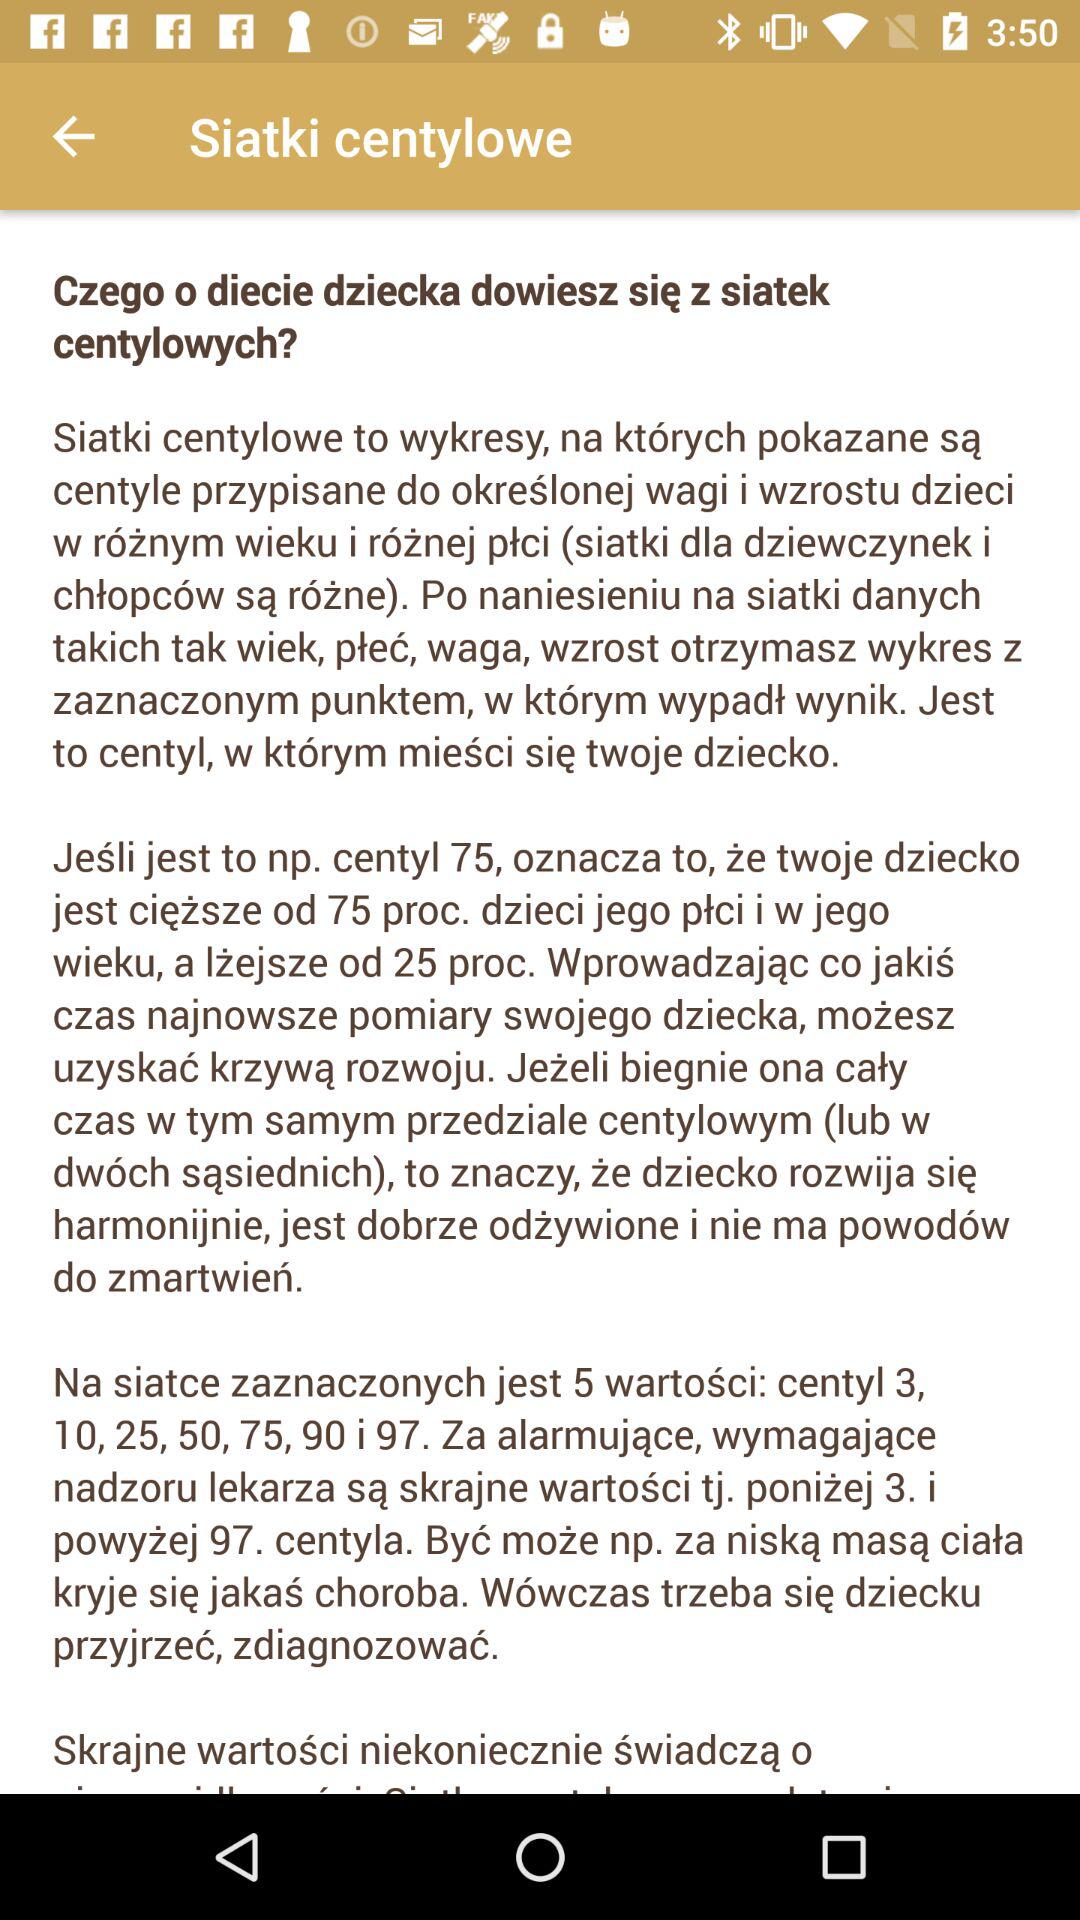 FAKE
3:50
Siatki centylowe
Czego o diecie dziecka dowiesz się z siatek
centylowych?
Siatki centylowe to wykresy, na których pokazane są
centyle przypisane do określonej wagi i wzrostu dzieci
w różnym wieku i różnej płci (siatki dla dziewczynek i
chłopców są różne). Po naniesieniu na siatki danych
takich tak wiek, płeć, waga, wzrost otrzymasz wykres z
zaznaczonym punktem, w którym wypadł wynik. Jest
to centyl, w którym mieści się twoje dziecko.
Jeśli jest to np. centyl 75, oznacza to, że twoje dziecko
jest cięższe od 75 proc. dzieci jego płci i w jego
wieku, a lżejsze od 25 proc. Wprowadzając co jakiś
czas najnowsze pomiary swojego dziecka, możesz
uzyskać krzywą rozwoju. Jeżeli biegnie ona cały
czas w tym samym przedziale centylowym (lub w
dwóch sąsiednich), to znaczy, że dziecko rozwija się
harmonijnie, jest dobrze odżywione i nie ma powodów
do zmartwień.
Na siatce zaznaczonych jest 5 wartości: centyl 3,
10, 25, 50, 75, 90 i 97. Za alarmujące, wymagające
nadzoru lekarza są skrajne wartości tj. poniżej 3. i
powyżej 97. centyla. Być może np. za niską masą ciała
kryje się jakaś choroba. Wówczas trzeba się dziecku
przyjrzeć, zdiagnozować.
Skrajne wartości niekoniecznie świadczą o